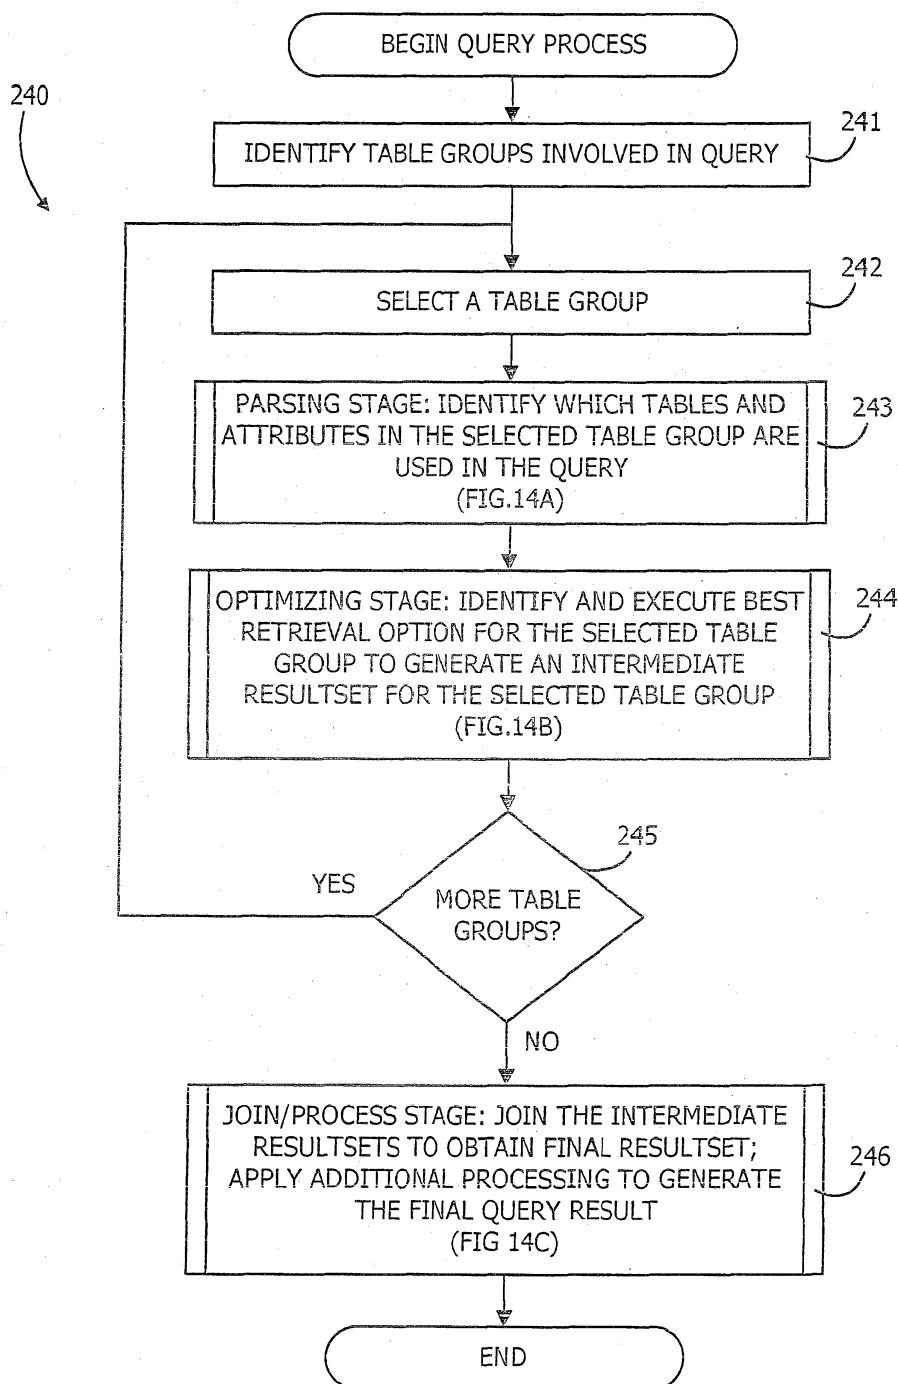 BEGIN QUERY PROCESS
240
241
IDENTIFY TABLE GROUPS INVOLVED IN QUERY
242
SELECT A TABLE GROUP
243
PARSING STAGE: IDENTIFY WHICH TABLES AND
ATTRIBUTES IN THE SELECTED TABLE GROUP ARE
USED IN THE QUERY
(FIG.14A)
244
OPTIMIZING STAGE: IDENTIFY AND EXECUTE BEST
RETRIEVAL OPTION FOR THE SELECTED TABLE
GROUP TO GENERATE AN INTERMEDIATE
RESULTSET FOR THE SELECTED TABLE GROUP
(FIG.14B)
245
YES
MORE TABLE
GROUPS?
NO
JOIN/PROCESS STAGE: JOIN THE INTERMEDIATE
RESULTSETS TO OBTAIN FINAL RESULTSET;
APPLY ADDITIONAL PROCESSING TO GENERATE
THE FINAL QUERY RESULT
(FIG 14C)
246
END